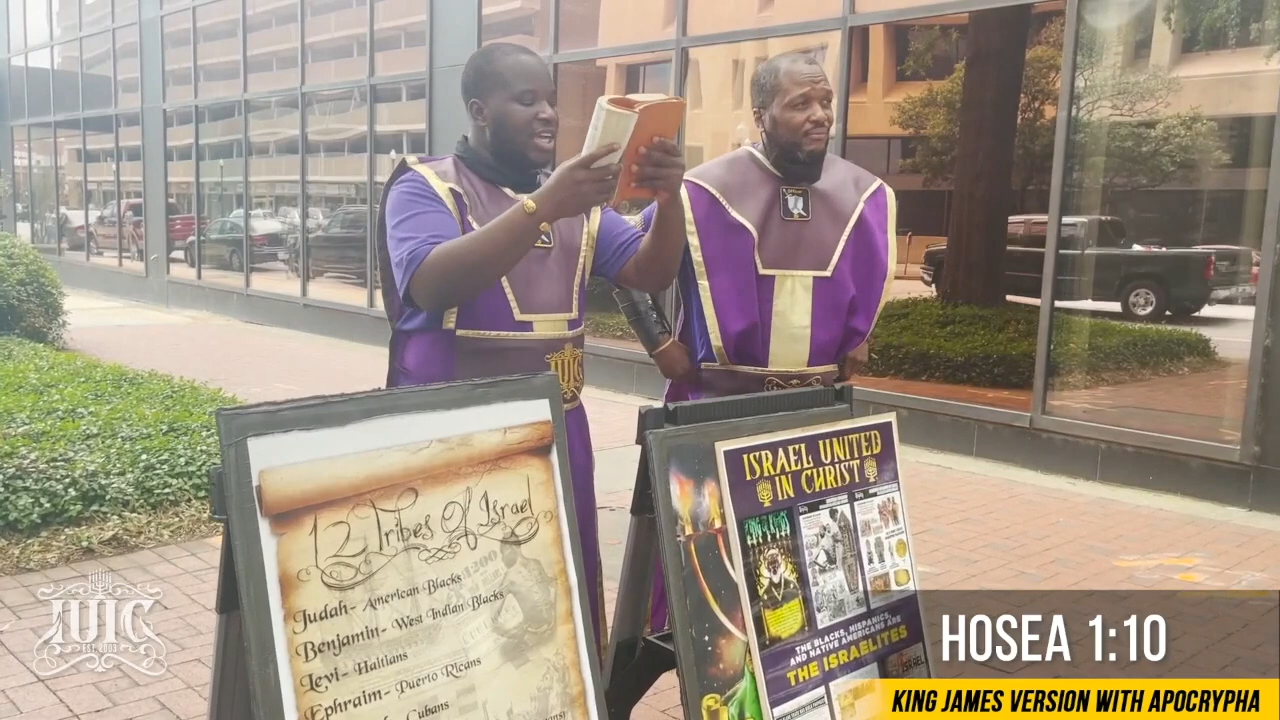 ISRAEL UNITED
IN CHRIST
12 Tribes Of Israel
Judah- American Blacks
Benjamin- West Indian Blacks
Levi- Haitians
Ephraim- Puerto Ricans
Cubans
THE BLACKS, HISPANICS,
AND NATIVE AMERICANS ARE
THE ISRAELITES
IUIC
IUIC
EST. 2003
HOSEA 1:10
KING JAMES VERSION WITH APOCRYPHA